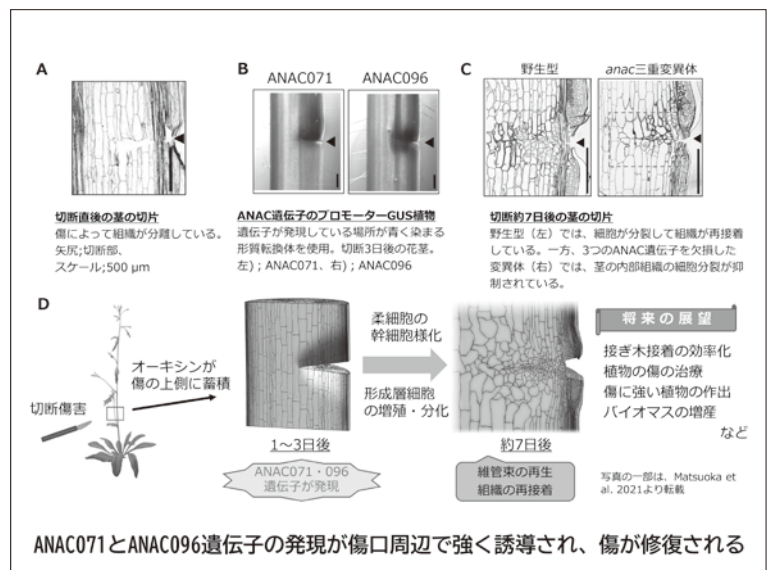 A
B
ANAC071
ANAC096
C
野生型
anac三重変異体
切断直後の茎の切片
傷によって組織が分離している。
矢尻;切断部、
スケール;500 μm
ANAC遺伝子のプロモーターGUS植物
遺伝子が発現している場所が青く染まる
形質転換体を使用。切断3日後の花茎。
左) ; ANAC071、右) ; ANAC096
切断約7日後の茎の切片
野生型（左）では、細胞が分裂して組織が再接着
している。一方、3つのANAC遺伝子を欠損した
変異体（右）では、茎の内部組織の細胞分裂が抑
制されている。
D
切断傷害
オーキシンが
傷の上側に蓄積
1〜3日後
ANAC071・096
遺伝子が発現
柔細胞の
幹細胞様化
形成層細胞
の増殖・分化
約7日後
維管束の再生
組織の再接着
将来の展望
接ぎ木接着の効率化
植物の傷の治療
傷に強い植物の作出
バイオマスの増産
など
写真の一部は、Matsuoka et
al. 2021より転載
ANAC071とANAC096遺伝子の発現が傷口周辺で強く誘導され、傷が修復される